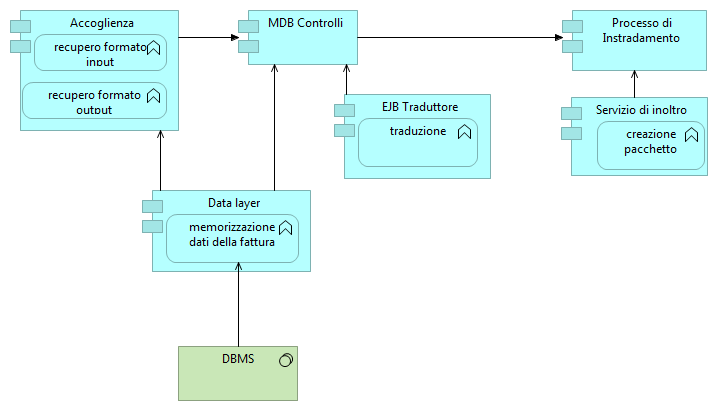 Accoglienza
recupero formato
input
recupero formato
output
MDB Controlli
Processo di
Instradamento
EJB Traduttore
traduzione
Servizio di inoltro
creazione
pacchetto
Data layer
memorizzazione
dati della fattura
DBMS